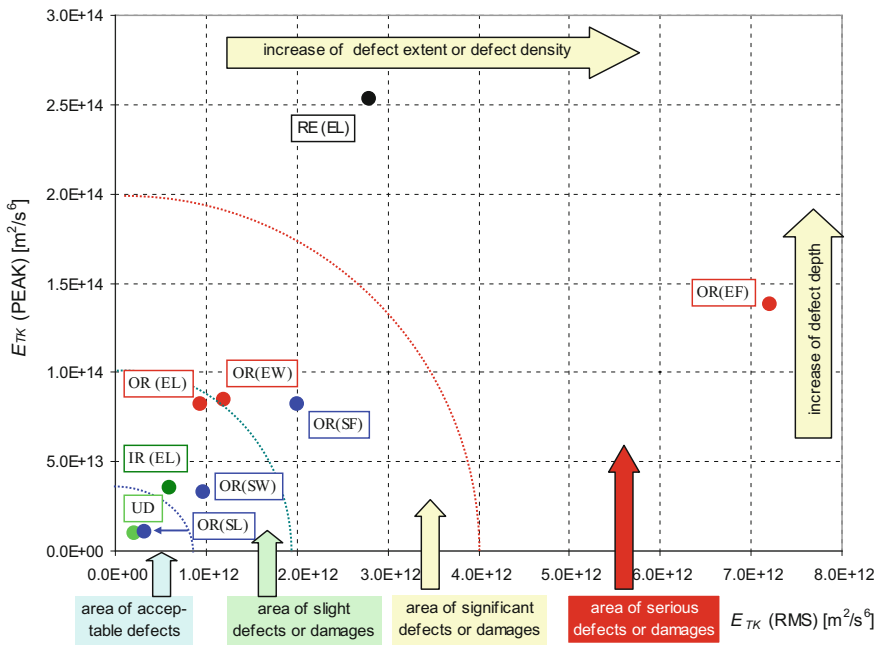 3.0E+14
increase of defect extent or defect density
2.5E+14
RE (EL)
2.0E+14
E_TK (PEAK) [m²/s⁶]
increase of defect depth
1.5E+14
OR(EF)
1.0E+14
OR (EL)
OR(EW)
OR(SF)
5.0E+13
IR (EL)
OR(SW)
UD
OR(SL)
0.0E+00
0.0E+00 1.0E+12 2.0E+12 3.0E+12 4.0E+12 5.0E+12 6.0E+12 7.0E+12 8.0E+12
area of accep-
table defects
area of slight
defects or damages
area of significant
defects or damages
area of serious
defects or damages
E_TK (RMS) [m²/s⁶]